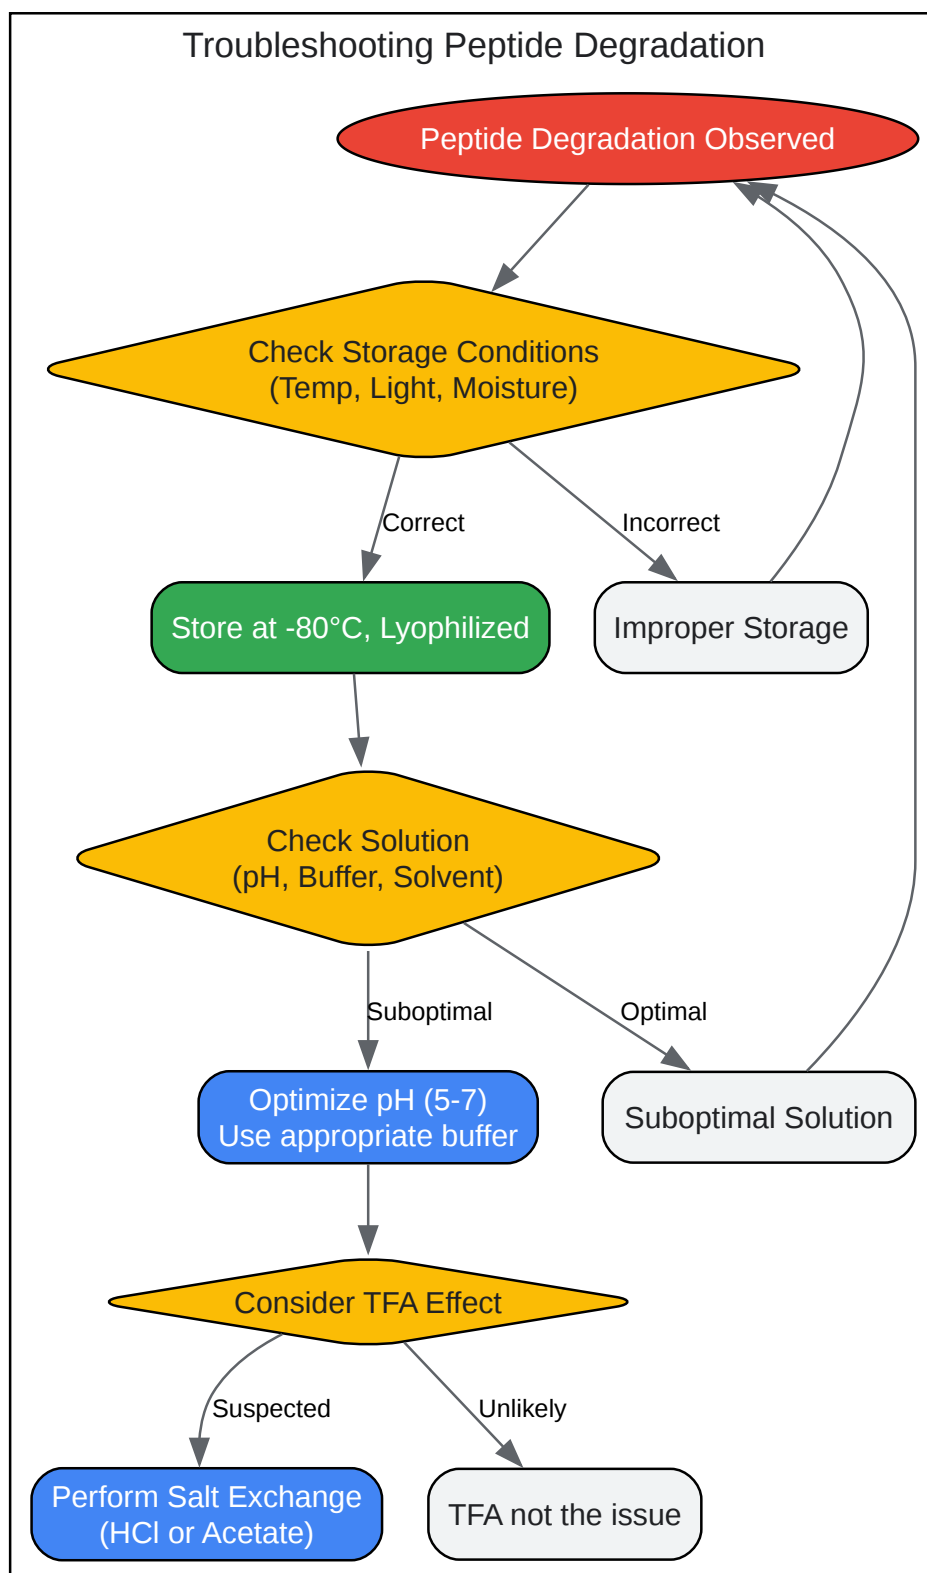 Troubleshooting Peptide Degradation
Peptide Degradation Observed
Check Storage Conditions
(Temp, Light, Moisture)
Correct
Incorrect
Store at -80°C, Lyophilized
Improper Storage
Check Solution
(pH, Buffer, Solvent)
Suboptimal
Optimal
Optimize pH (5-7)
Use appropriate buffer
Suboptimal Solution
Consider TFA Effect
Suspected
Unlikely
Perform Salt Exchange
(HCl or Acetate)
TFA not the issue